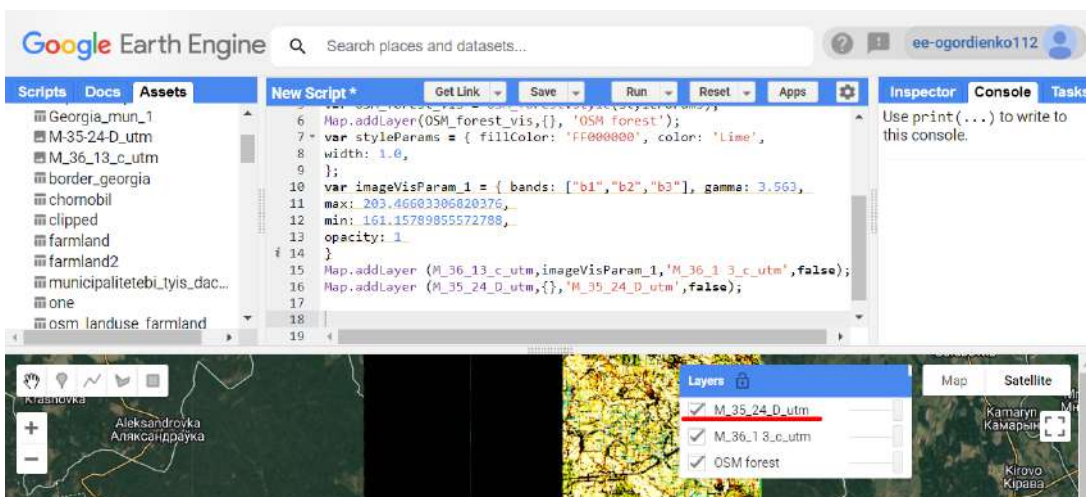 Google Earth Engine
Search places and datasets...
ee-ogordienko112
Scripts Docs Assets
Georgia_mun_1
M-35-24-D_utm
M_36_13_c_utm
border_georgia
chornobil
clipped
farmland
farmland2
municipalitetebi_tyis_dac...
one
osm_landuse_farmland
New Script *
Get Link Save Run Reset Apps
6 Map.addLayer(OSM_forest_vis,{}, 'OSM forest');
7 var styleParams = { fillColor: 'FF000000', color: 'Lime',
8 width: 1.0,
9 };
10 var imageVisParam_1 = { bands: ["b1","b2","b3"], gamma: 3.563,
11 max: 203.46603306820376,
12 min: 161.15789855572788,
13 opacity: 1
i 14 }
15 Map.addLayer (M_36_13_c_utm,imageVisParam_1,'M_36_1 3_c_utm',false);
16 Map.addLayer (M_35_24_D_utm,{},'M_35_24_D_utm',false);
17
18
19
Inspector Console Tasks
Use print(...) to write to
this console.
Krasnovka
Aleksandrovka
Аляксандраўка
+
−
Layers
M_35_24_D_utm
M_36_1 3_c_utm
OSM forest
Map Satellite
Kamaryn
Камарын
Kirovo
Кірава